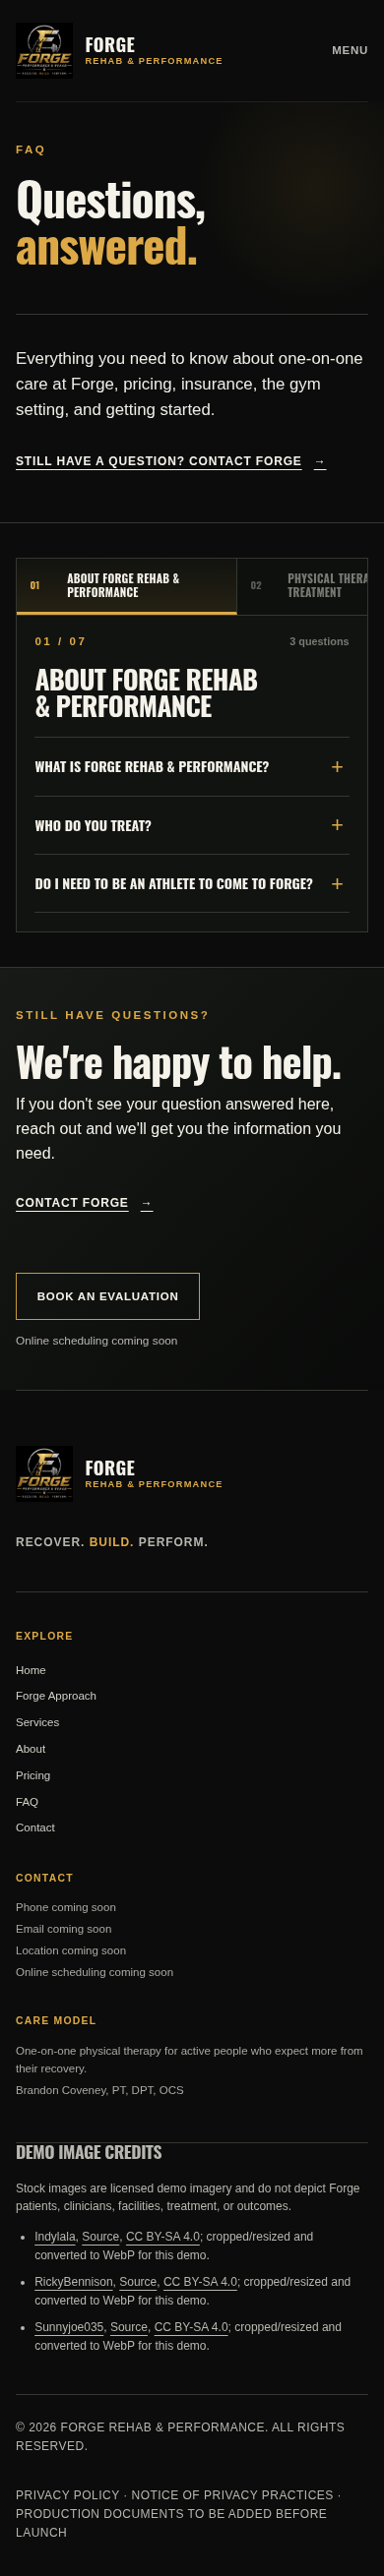 FORGE
FORGE
REHAB & PERFORMANCE
MENU
FAQ
Questions,
answered.
Everything you need to know about one-on-one
care at Forge, pricing, insurance, the gym
setting, and getting started.
STILL HAVE A QUESTION? CONTACT FORGE →
01 ABOUT FORGE REHAB &
PERFORMANCE
02 PHYSICAL THERA
TREATMENT
01 / 07
3 questions
ABOUT FORGE REHAB
& PERFORMANCE
WHAT IS FORGE REHAB & PERFORMANCE? +
WHO DO YOU TREAT? +
DO I NEED TO BE AN ATHLETE TO COME TO FORGE? +
STILL HAVE QUESTIONS?
We're happy to help.
If you don't see your question answered here,
reach out and we'll get you the information you
need.
CONTACT FORGE →
BOOK AN EVALUATION
Online scheduling coming soon
FORGE
FORGE
REHAB & PERFORMANCE
RECOVER. BUILD. PERFORM.
EXPLORE
Home
Forge Approach
Services
About
Pricing
FAQ
Contact
CONTACT
Phone coming soon
Email coming soon
Location coming soon
Online scheduling coming soon
CARE MODEL
One-on-one physical therapy for active people who expect more from
their recovery.
Brandon Coveney, PT, DPT, OCS
DEMO IMAGE CREDITS
Stock images are licensed demo imagery and do not depict Forge
patients, clinicians, facilities, treatment, or outcomes.
• Indylala, Source, CC BY-SA 4.0; cropped/resized and
converted to WebP for this demo.
• RickyBennison, Source, CC BY-SA 4.0; cropped/resized and
converted to WebP for this demo.
• Sunnyjoe035, Source, CC BY-SA 4.0; cropped/resized and
converted to WebP for this demo.
© 2026 FORGE REHAB & PERFORMANCE. ALL RIGHTS
RESERVED.
PRIVACY POLICY · NOTICE OF PRIVACY PRACTICES ·
PRODUCTION DOCUMENTS TO BE ADDED BEFORE
LAUNCH